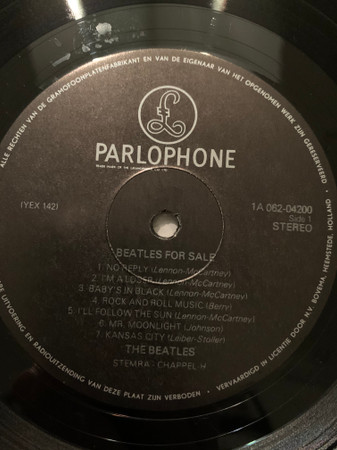 ALLE RECHTEN VAN DE GRAMOFOONPLATENFABRIKANT EN VAN DE EIGENAAR VAN HET OPGENOMEN WERK ZIJN GERESERVEERD
£
PARLOPHONE
(YEX 142)
1A 062-04200
Side 1
STEREO
BEATLES FOR SALE
1. NO REPLY (Lennon-McCartney)
2. I'M A LOSER (Lennon-McCartney)
3. BABY'S IN BLACK (Lennon-McCartney)
4. ROCK AND ROLL MUSIC (Berry)
5. I'LL FOLLOW THE SUN (Lennon-McCartney)
6. MR. MOONLIGHT (Johnson)
7. KANSAS CITY (Leiber-Stoller)
THE BEATLES
STEMRA CHAPPEL-H
UITVOERING EN RADIOUITZENDING VAN DEZE PLAAT ZIJN VERBODEN • VERVAARDIGD IN LICENTIE DOOR N.V. BOVEMA, HEEMSTEDE, HOLLAND